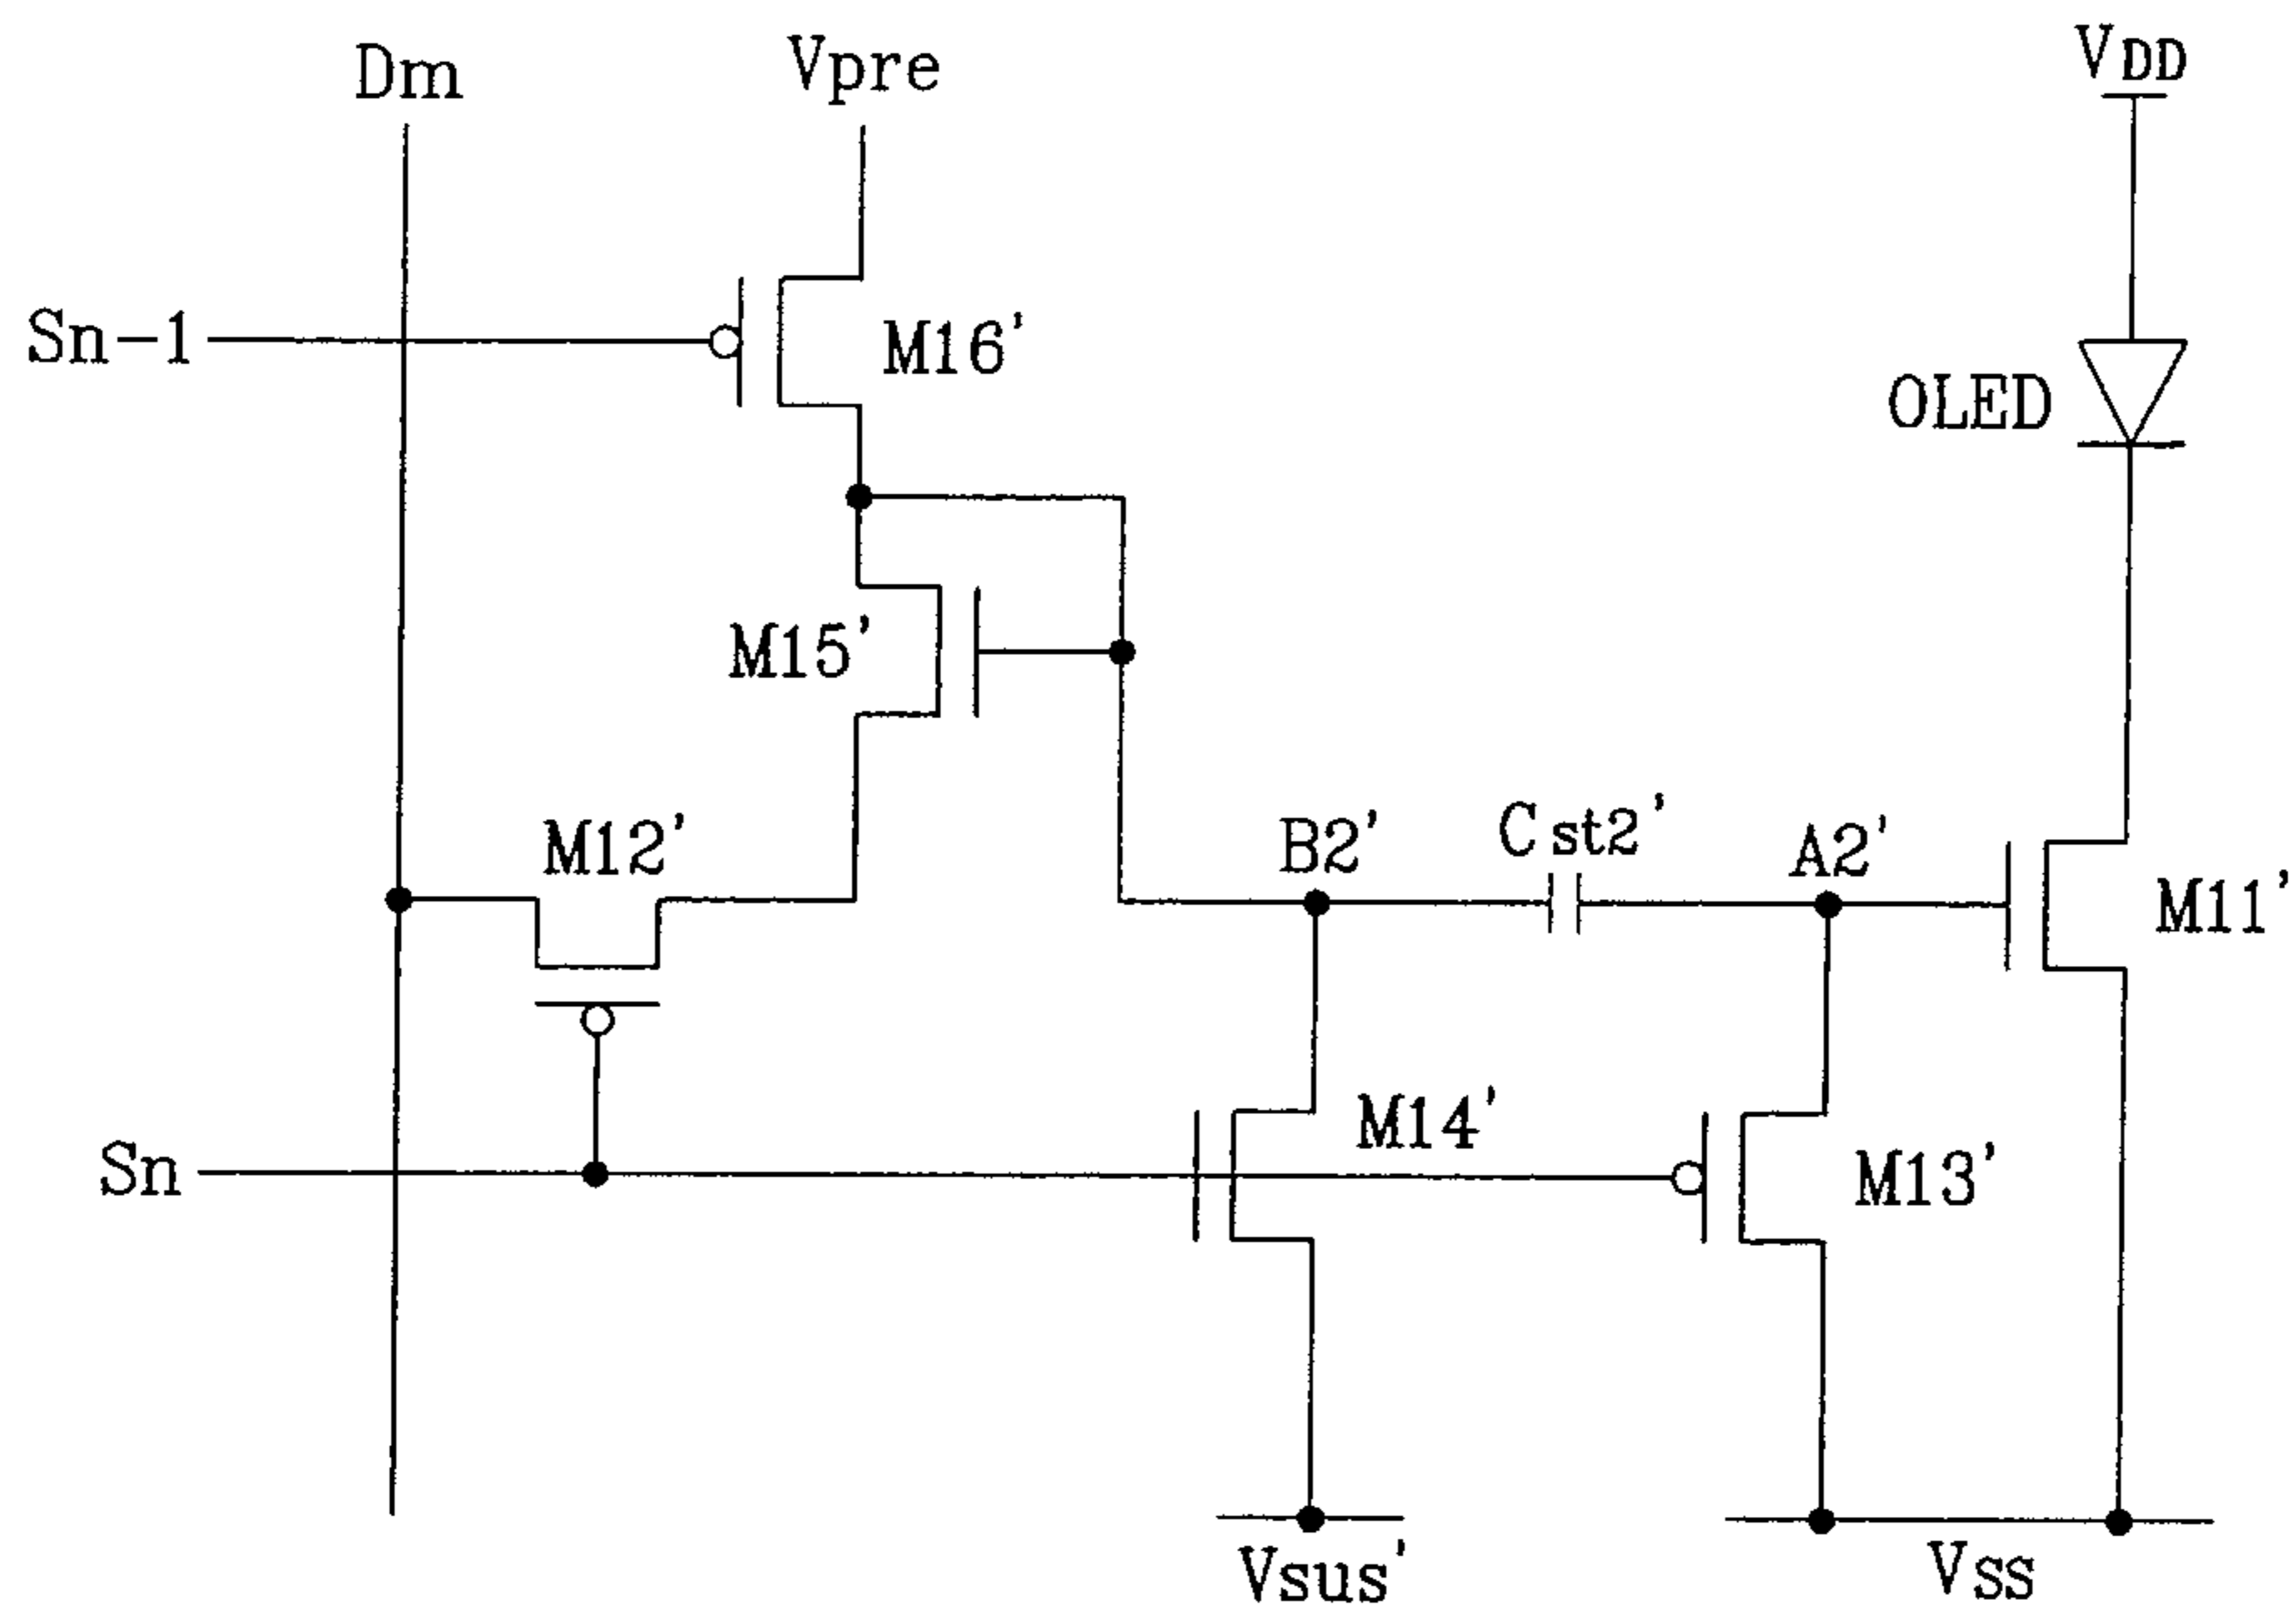 Dm
Vpre
VDD
Sn-1
M16'
OLED
M15'
M12'
B2'
Cst2'
A2'
M11'
M14'
Sn
M13'
Vsus'
VSS